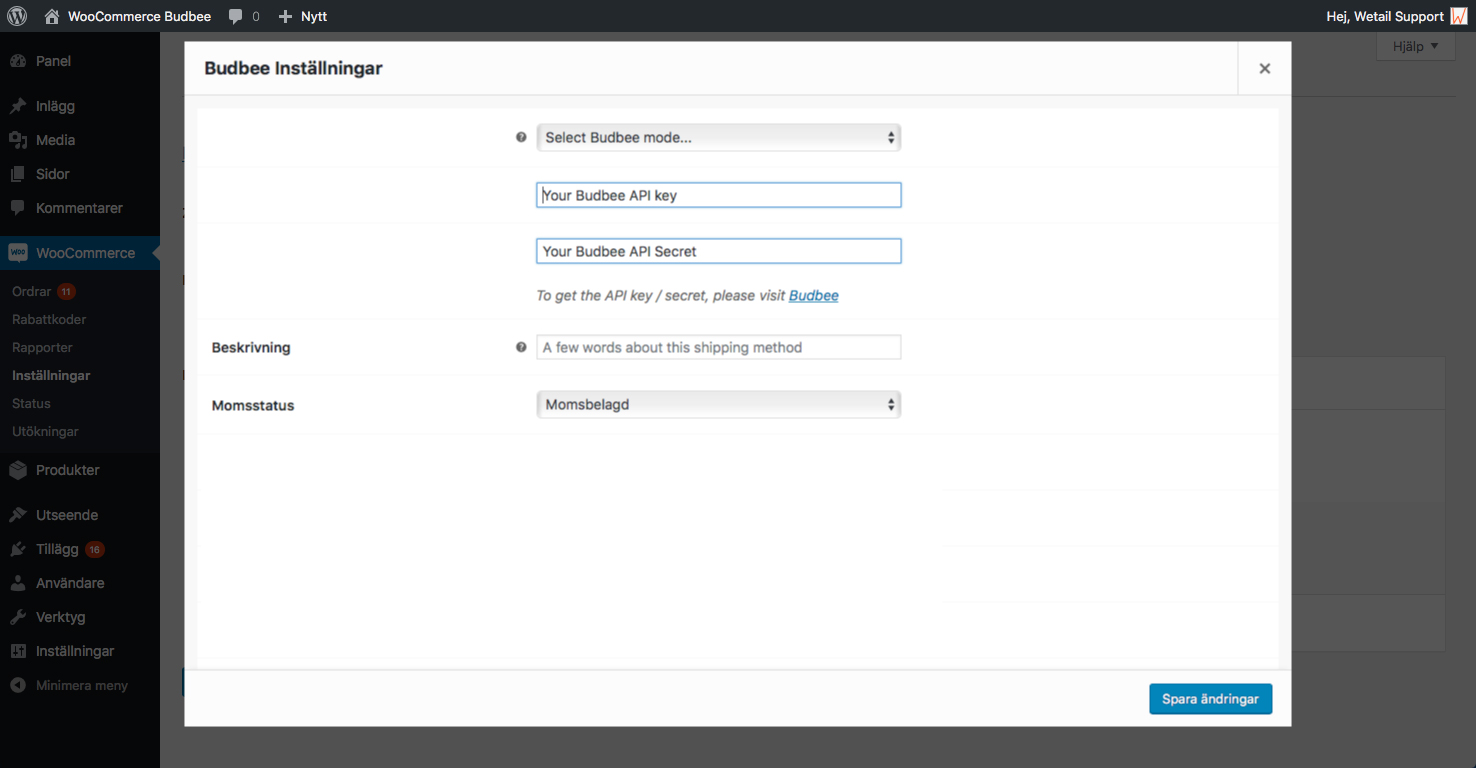 WooCommerce Budbee
0
Nytt
Hej, Wetail Support
Hjälp
Panel
Inlägg
Media
Sidor
Kommentarer
WooCommerce
Ordrar 11
Rabattkoder
Rapporter
Inställningar
Status
Utökningar
Produkter
Utseende
Tillägg 16
Användare
Verktyg
Inställningar
Minimera meny
Budbee Inställningar
Select Budbee mode...
Your Budbee API key
Your Budbee API Secret
To get the API key / secret, please visit Budbee
Beskrivning
A few words about this shipping method
Momsstatus
Momsbelagd
Spara ändringar